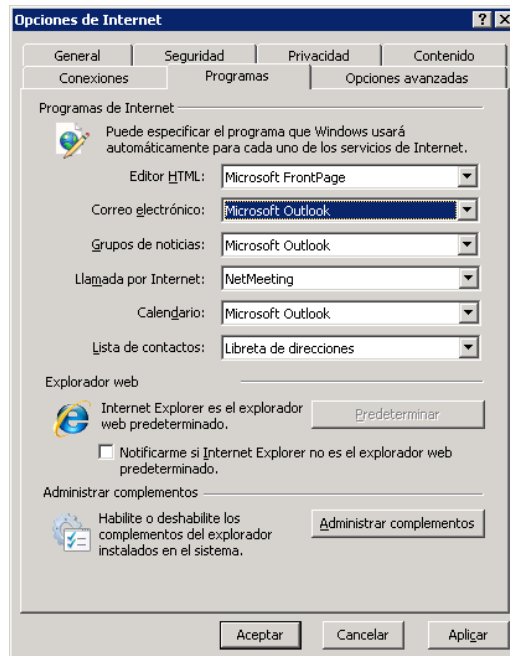 Opciones de Internet
General Seguridad Privacidad Contenido
Conexiones Programas Opciones avanzadas
Programas de Internet
Puede especificar el programa que Windows usará
automáticamente para cada uno de los servicios de Internet.
Editor HTML: Microsoft FrontPage
Correo electrónico: Microsoft Outlook
Grupos de noticias: Microsoft Outlook
Llamada por Internet: NetMeeting
Calendario: Microsoft Outlook
Lista de contactos: Libreta de direcciones
Explorador web
Internet Explorer es el explorador
web predeterminado.
Predeterminar
Notificarme si Internet Explorer no es el explorador web
predeterminado.
Administrar complementos
Habilite o deshabilite los
complementos del explorador
instalados en el sistema.
Administrar complementos
Aceptar Cancelar Aplicar